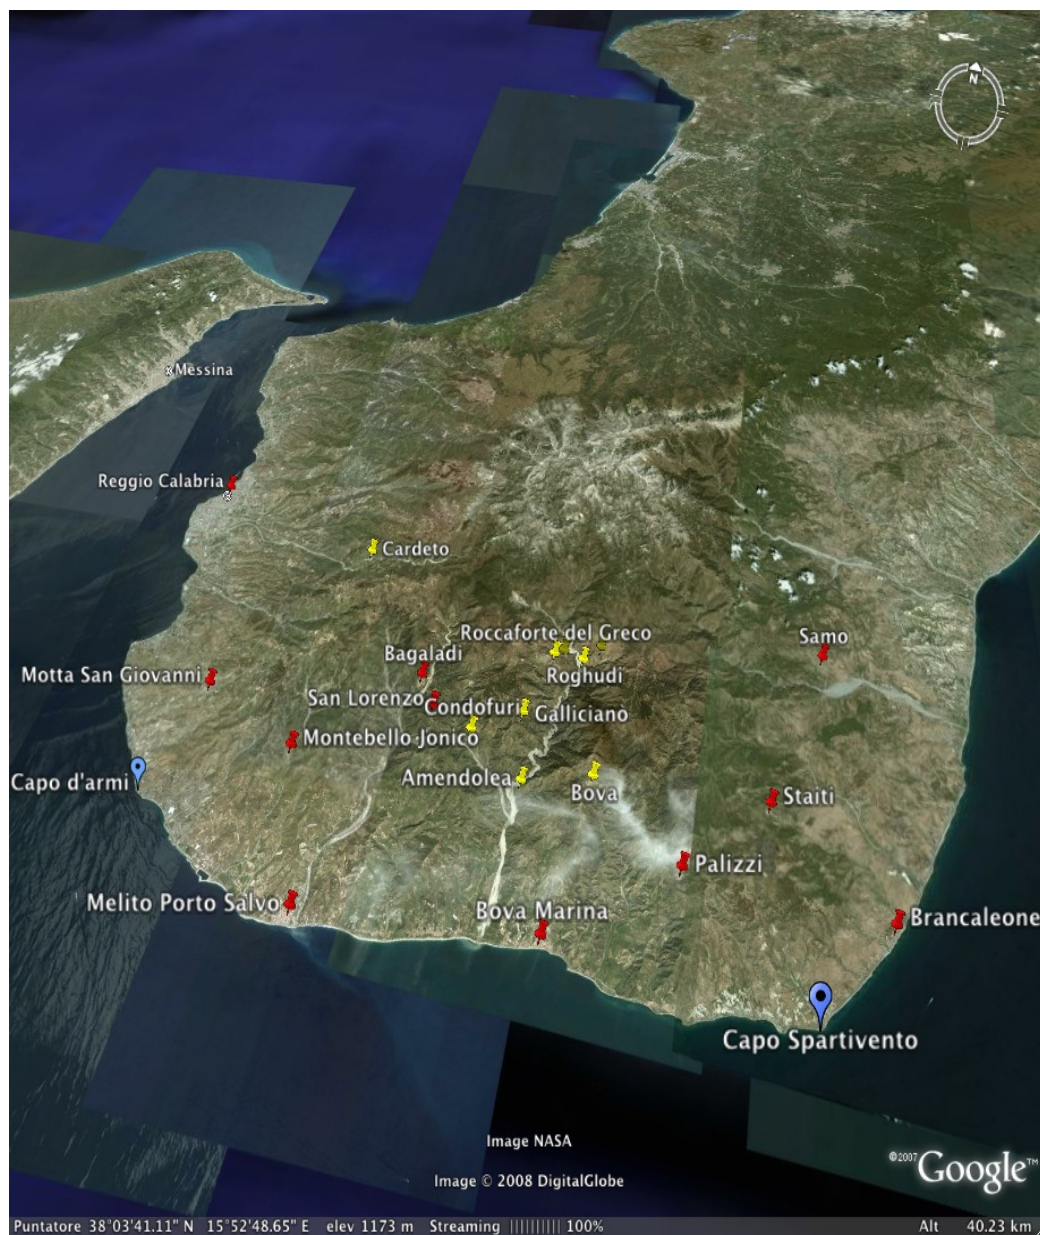 N
Messina
Reggio Calabria
Cardeto
Roccaforte del Greco
Samo
Bagaladi
Motta San Giovanni
Roghudi
San Lorenzo
Condofuri
Gallicianò
Montebello Jonico
Capo d'armi
Amendolea
Bova
Staiti
Palizzi
Melito Porto Salvo
Bova Marina
Brancaleone
Capo Spartivento
Image NASA
©2007 Google™
Image © 2008 DigitalGlobe
Puntatore 38°03'41.11" N 15°52'48.65" E elev 1173 m Streaming |||||||||| 100% Alt 40.23 km